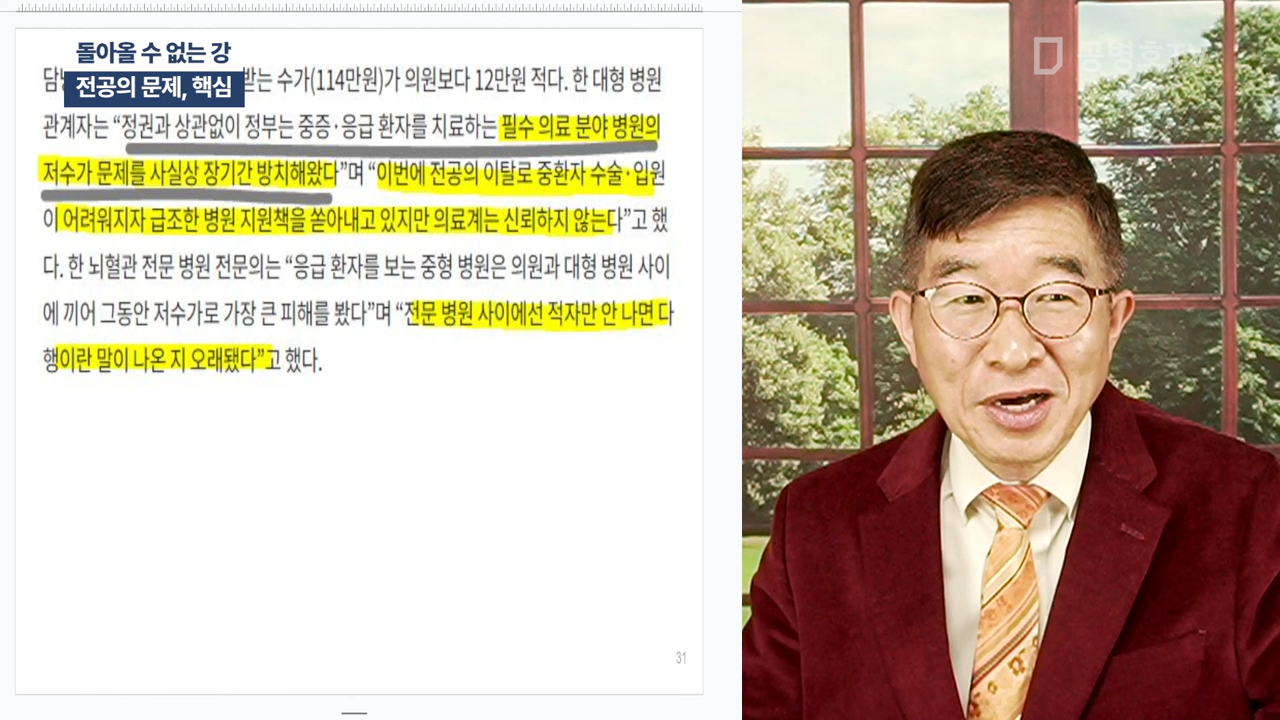 돌아올 수 없는 강
전공의 문제, 핵심
받는 수가(114만원)가 의원보다 12만원 적다. 한 대형 병원
관계자는 “정권과 상관없이 정부는 중증·응급 환자를 치료하는 필수 의료 분야 병원의
저수가 문제를 사실상 장기간 방치해왔다”며 “이번에 전공의 이탈로 중환자 수술·입원
이 어려워지자 급조한 병원 지원책을 쏟아내고 있지만 의료계는 신뢰하지 않는다”고 했
다. 한 뇌혈관 전문 병원 전문의는 “응급 환자를 보는 중형 병원은 의원과 대형 병원 사이
에 끼어 그동안 저수가로 가장 큰 피해를 봤다”며 “전문 병원 사이에선 적자만 안 나면 다
행이란 말이 나온 지 오래됐다”고 했다.
31